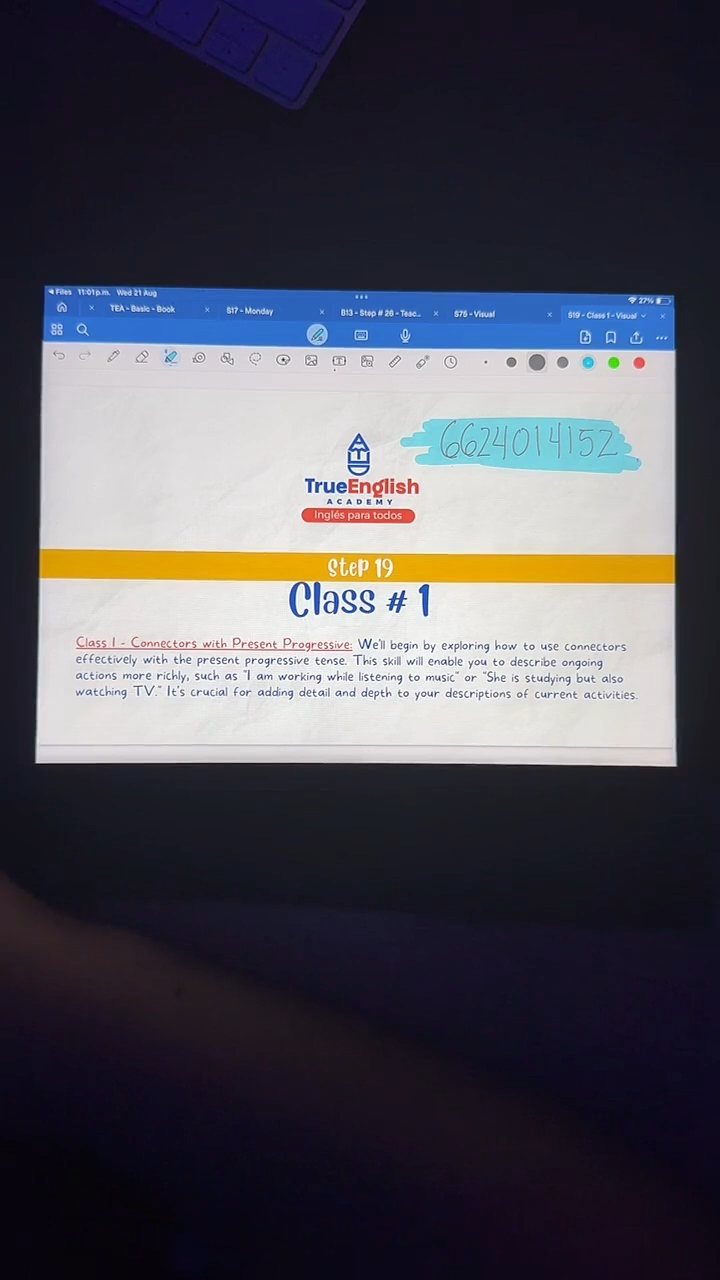 Files 11:01 p.m. Wed 21 Aug
27%
TEA - Basic - Book
S17 - Monday
B13 - Step # 26 - Teac...
S75 - Visual
S19 - Class 1 - Visual
6624014152
TrueEnglish
ACADEMY
Inglés para todos
Step 19
Class # 1
Class 1 - Connectors with Present Progressive: We'll begin by exploring how to use connectors
effectively with the present progressive tense. This skill will enable you to describe ongoing
actions more richly, such as "I am working while listening to music" or "She is studying but also
watching TV." It's crucial for adding detail and depth to your descriptions of current activities.